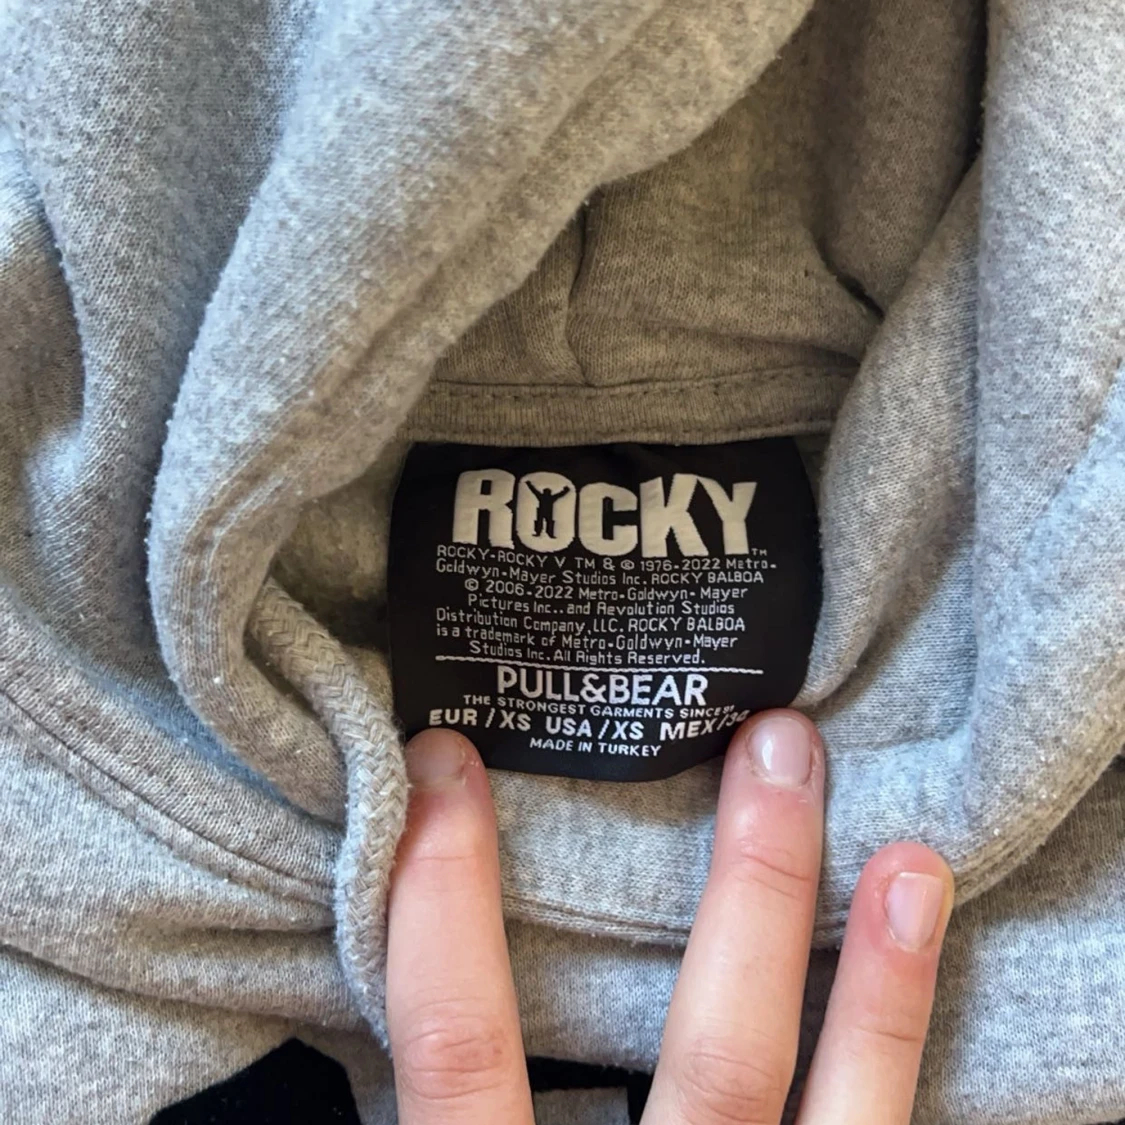 ROCKY™
ROCKY-ROCKY V TM & © 1976-2022 Metro-
Goldwyn-Mayer Studios Inc. ROCKY BALBOA
© 2006-2022 Metro-Goldwyn-Mayer
Pictures Inc.. and Revolution Studios
Distribution Company, LLC. ROCKY BALBOA
is a trademark of Metro-Goldwyn-Mayer
Studios Inc. All Rights Reserved.
PULL&BEAR
THE STRONGEST GARMENTS SINCE
EUR/XS USA/XS MEX/
MADE IN TURKEY